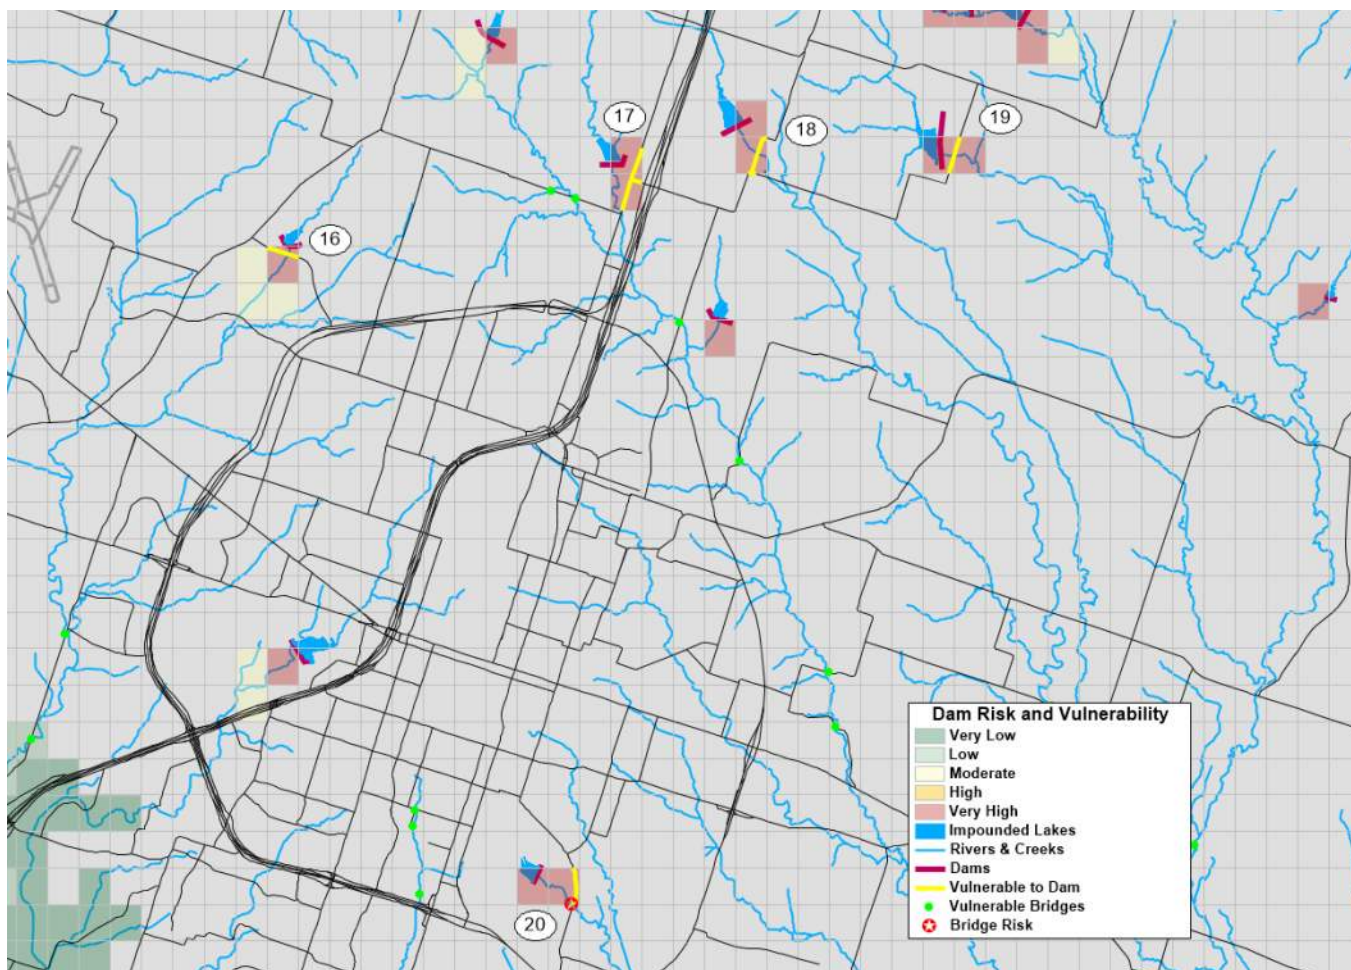 17
18
19
16
Dam Risk and Vulnerability
Very Low
Low
Moderate
High
Very High
Impounded Lakes
Rivers & Creeks
Dams
Vulnerable to Dam
Vulnerable Bridges
Bridge Risk
20